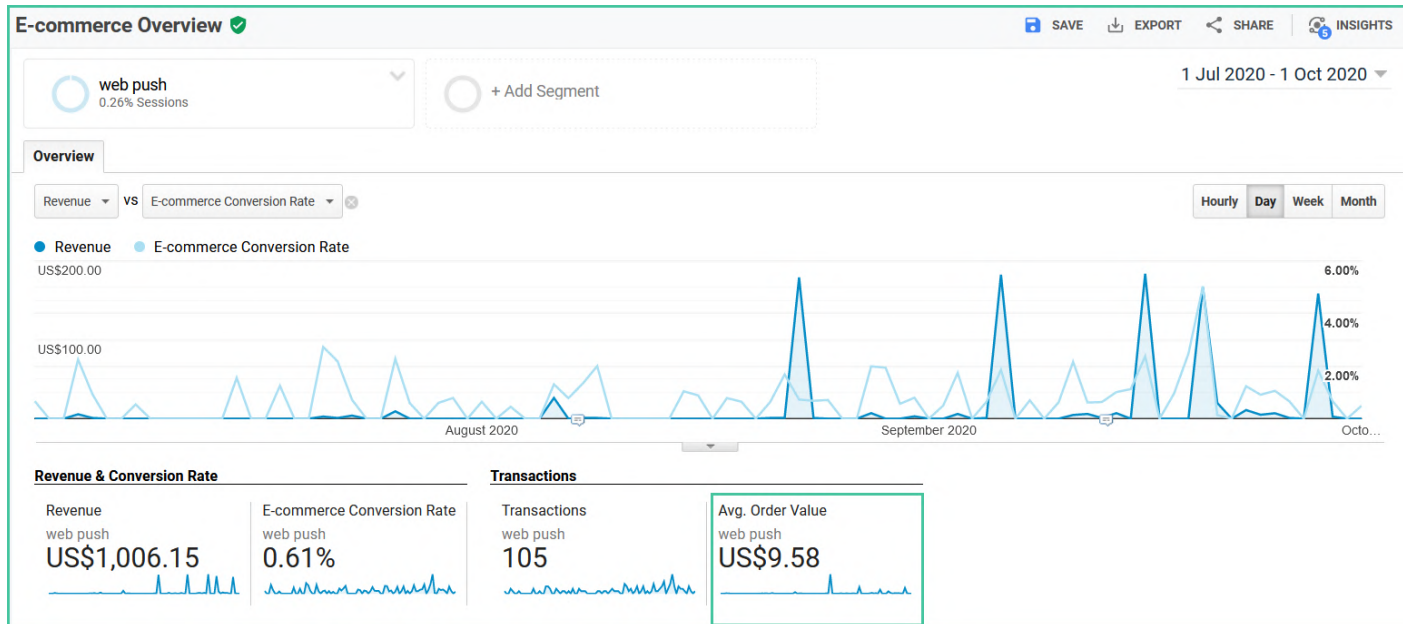 E-commerce Overview
SAVE EXPORT SHARE INSIGHTS
5
web push
0.26% Sessions
+ Add Segment
1 Jul 2020 - 1 Oct 2020
Overview
Revenue VS E-commerce Conversion Rate
Hourly Day Week Month
Revenue E-commerce Conversion Rate
US$200.00 6.00%
4.00%
US$100.00
2.00%
August 2020 September 2020 Octo...
Revenue & Conversion Rate Transactions
Revenue E-commerce Conversion Rate Transactions Avg. Order Value
web push web push web push web push
US$1,006.15 0.61% 105 US$9.58